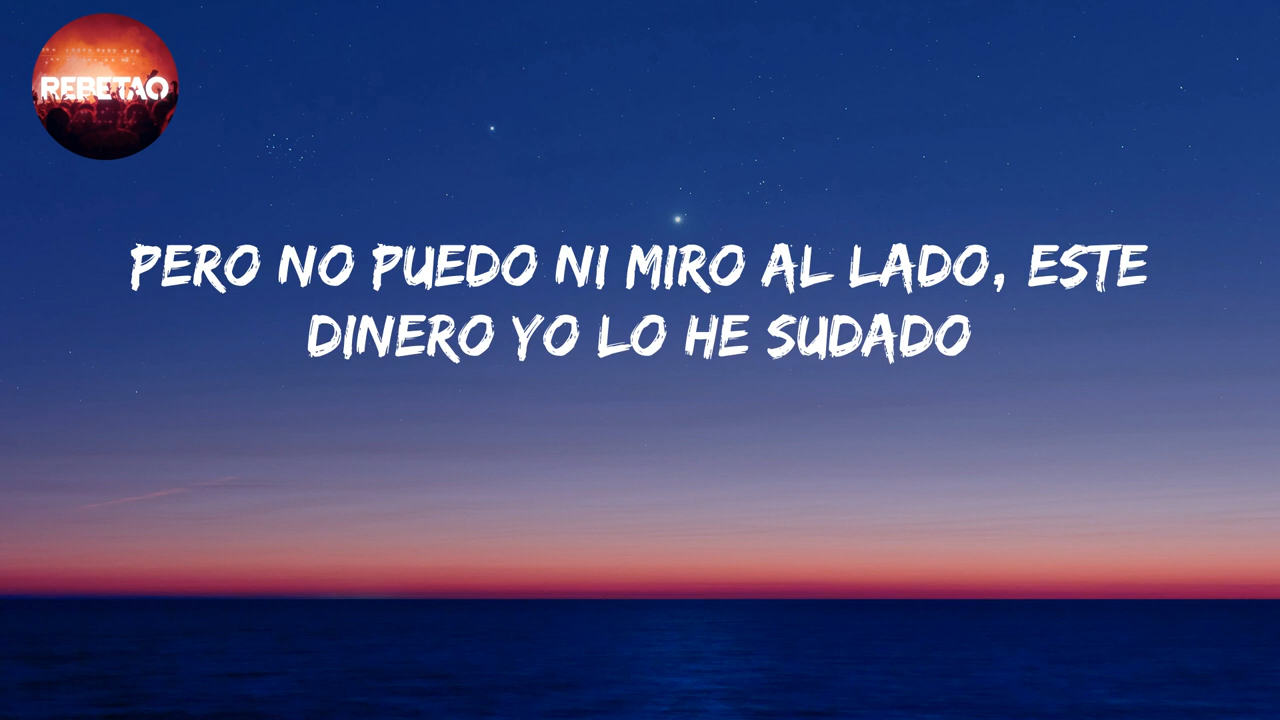 REBETAO
PERO NO PUEDO NI MIRO AL LADO, ESTE
DINERO YO LO HE SUDADO